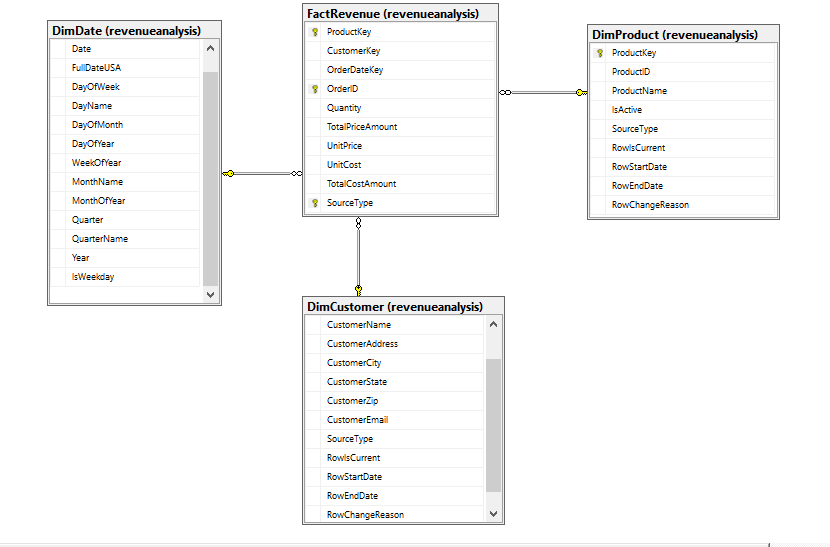 DimDate (revenueanalysis)
Date
FullDateUSA
DayOfWeek
DayName
DayOfMonth
DayOfYear
WeekOfYear
MonthName
MonthOfYear
Quarter
QuarterName
Year
IsWeekday
FactRevenue (revenueanalysis)
ProductKey
CustomerKey
OrderDateKey
OrderID
Quantity
TotalPriceAmount
UnitPrice
UnitCost
TotalCostAmount
SourceType
DimProduct (revenueanalysis)
ProductKey
ProductID
ProductName
IsActive
SourceType
RowIsCurrent
RowStartDate
RowEndDate
RowChangeReason
DimCustomer (revenueanalysis)
CustomerName
CustomerAddress
CustomerCity
CustomerState
CustomerZip
CustomerEmail
SourceType
RowIsCurrent
RowStartDate
RowEndDate
RowChangeReason